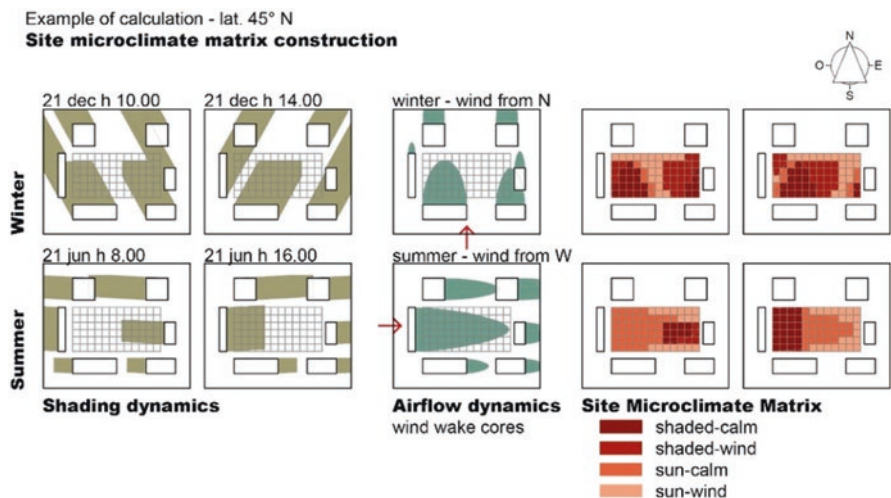 Example of calculation - lat. 45° N
Site microclimate matrix construction
N
O E
S
21 dec h 10.00
21 dec h 14.00
winter - wind from N
Winter
21 jun h 8.00
21 jun h 16.00
summer - wind from W
Summer
Shading dynamics
Airflow dynamics
wind wake cores
Site Microclimate Matrix
shaded-calm
shaded-wind
sun-calm
sun-wind